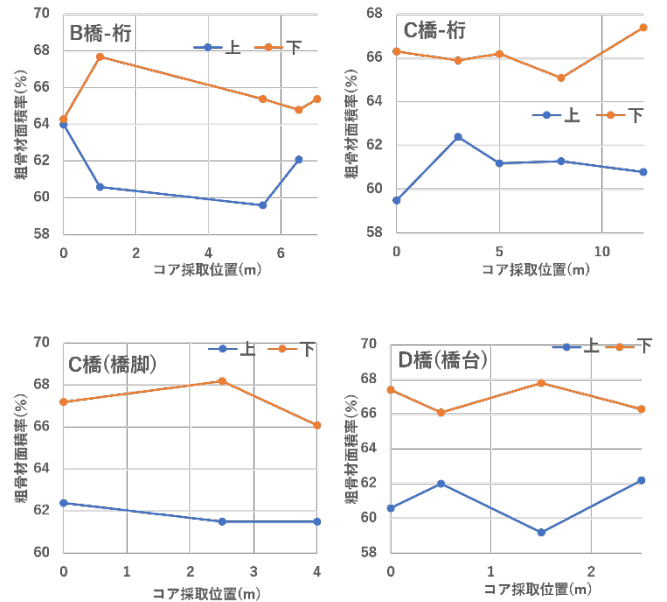 B橋-桁
上 下
粗骨材面積率(%)
70
68
66
64
62
60
58
0 2 4 6
コア採取位置(m)
C橋-桁
上 下
粗骨材面積率(%)
68
66
64
62
60
58
0 5 10
コア採取位置(m)
C橋(橋脚)
上 下
粗骨材面積率(%)
70
68
66
64
62
60
0 1 2 3 4
コア採取位置(m)
D橋(橋台)
上 下
粗骨材面積率(%)
70
68
66
64
62
60
58
0 1 2
コア採取位置(m)